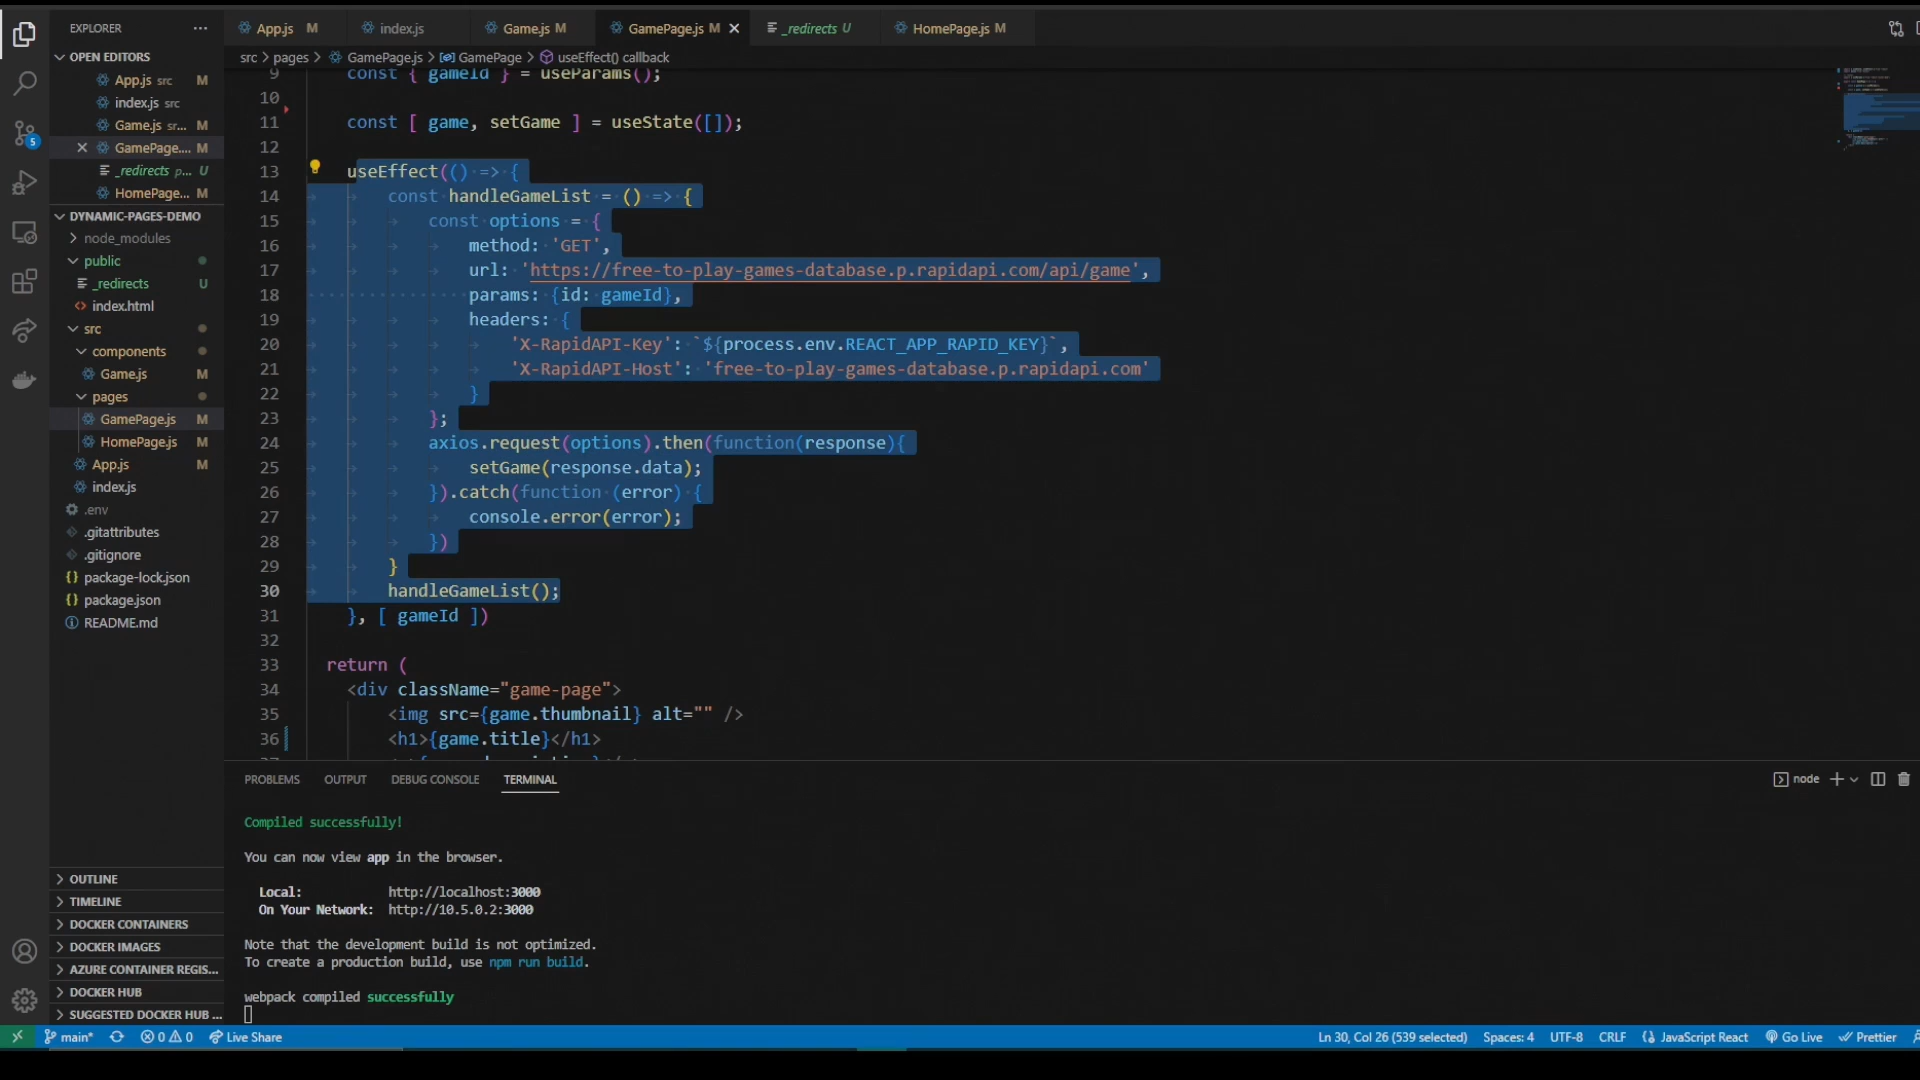 EXPLORER
OPEN EDITORS
App.js src M
index.js src
Game.js sr... M
GamePage.... M
_redirects p... U
HomePage... M
DYNAMIC-PAGES-DEMO
node_modules
public
_redirects U
index.html
src
components
Game.js M
pages
GamePage.js M
HomePage.js M
App.js M
index.js
.env
.gitattributes
.gitignore
package-lock.json
package.json
README.md
OUTLINE
TIMELINE
DOCKER CONTAINERS
DOCKER IMAGES
AZURE CONTAINER REGIS...
DOCKER HUB
SUGGESTED DOCKER HUB ...
5
App.js M index.js Game.js M GamePage.js M _redirects U HomePage.js M
src > pages > GamePage.js > GamePage > useEffect() callback
9 const { gameId } = useParams();
10
11 const [ game, setGame ] = useState([]);
12
13 useEffect(() => {
14 const handleGameList = () => {
15 const options = {
16 method: 'GET',
17 url: 'https://free-to-play-games-database.p.rapidapi.com/api/game',
18 params: {id: gameId},
19 headers: {
20 'X-RapidAPI-Key': `${process.env.REACT_APP_RAPID_KEY}`,
21 'X-RapidAPI-Host': 'free-to-play-games-database.p.rapidapi.com'
22 }
23 };
24 axios.request(options).then(function(response){
25 setGame(response.data);
26 }).catch(function (error) {
27 console.error(error);
28 })
29 }
30 handleGameList();
31 }, [ gameId ])
32
33 return (
34 <div className="game-page">
35 <img src={game.thumbnail} alt="" />
36 <h1>{game.title}</h1>
PROBLEMS OUTPUT DEBUG CONSOLE TERMINAL
node
Compiled successfully!
You can now view app in the browser.
Local: http://localhost:3000
On Your Network: http://10.5.0.2:3000
Note that the development build is not optimized.
To create a production build, use npm run build.
webpack compiled successfully
main* 0 0 Live Share
Ln 30, Col 26 (539 selected) Spaces: 4 UTF-8 CRLF JavaScript React Go Live Prettier